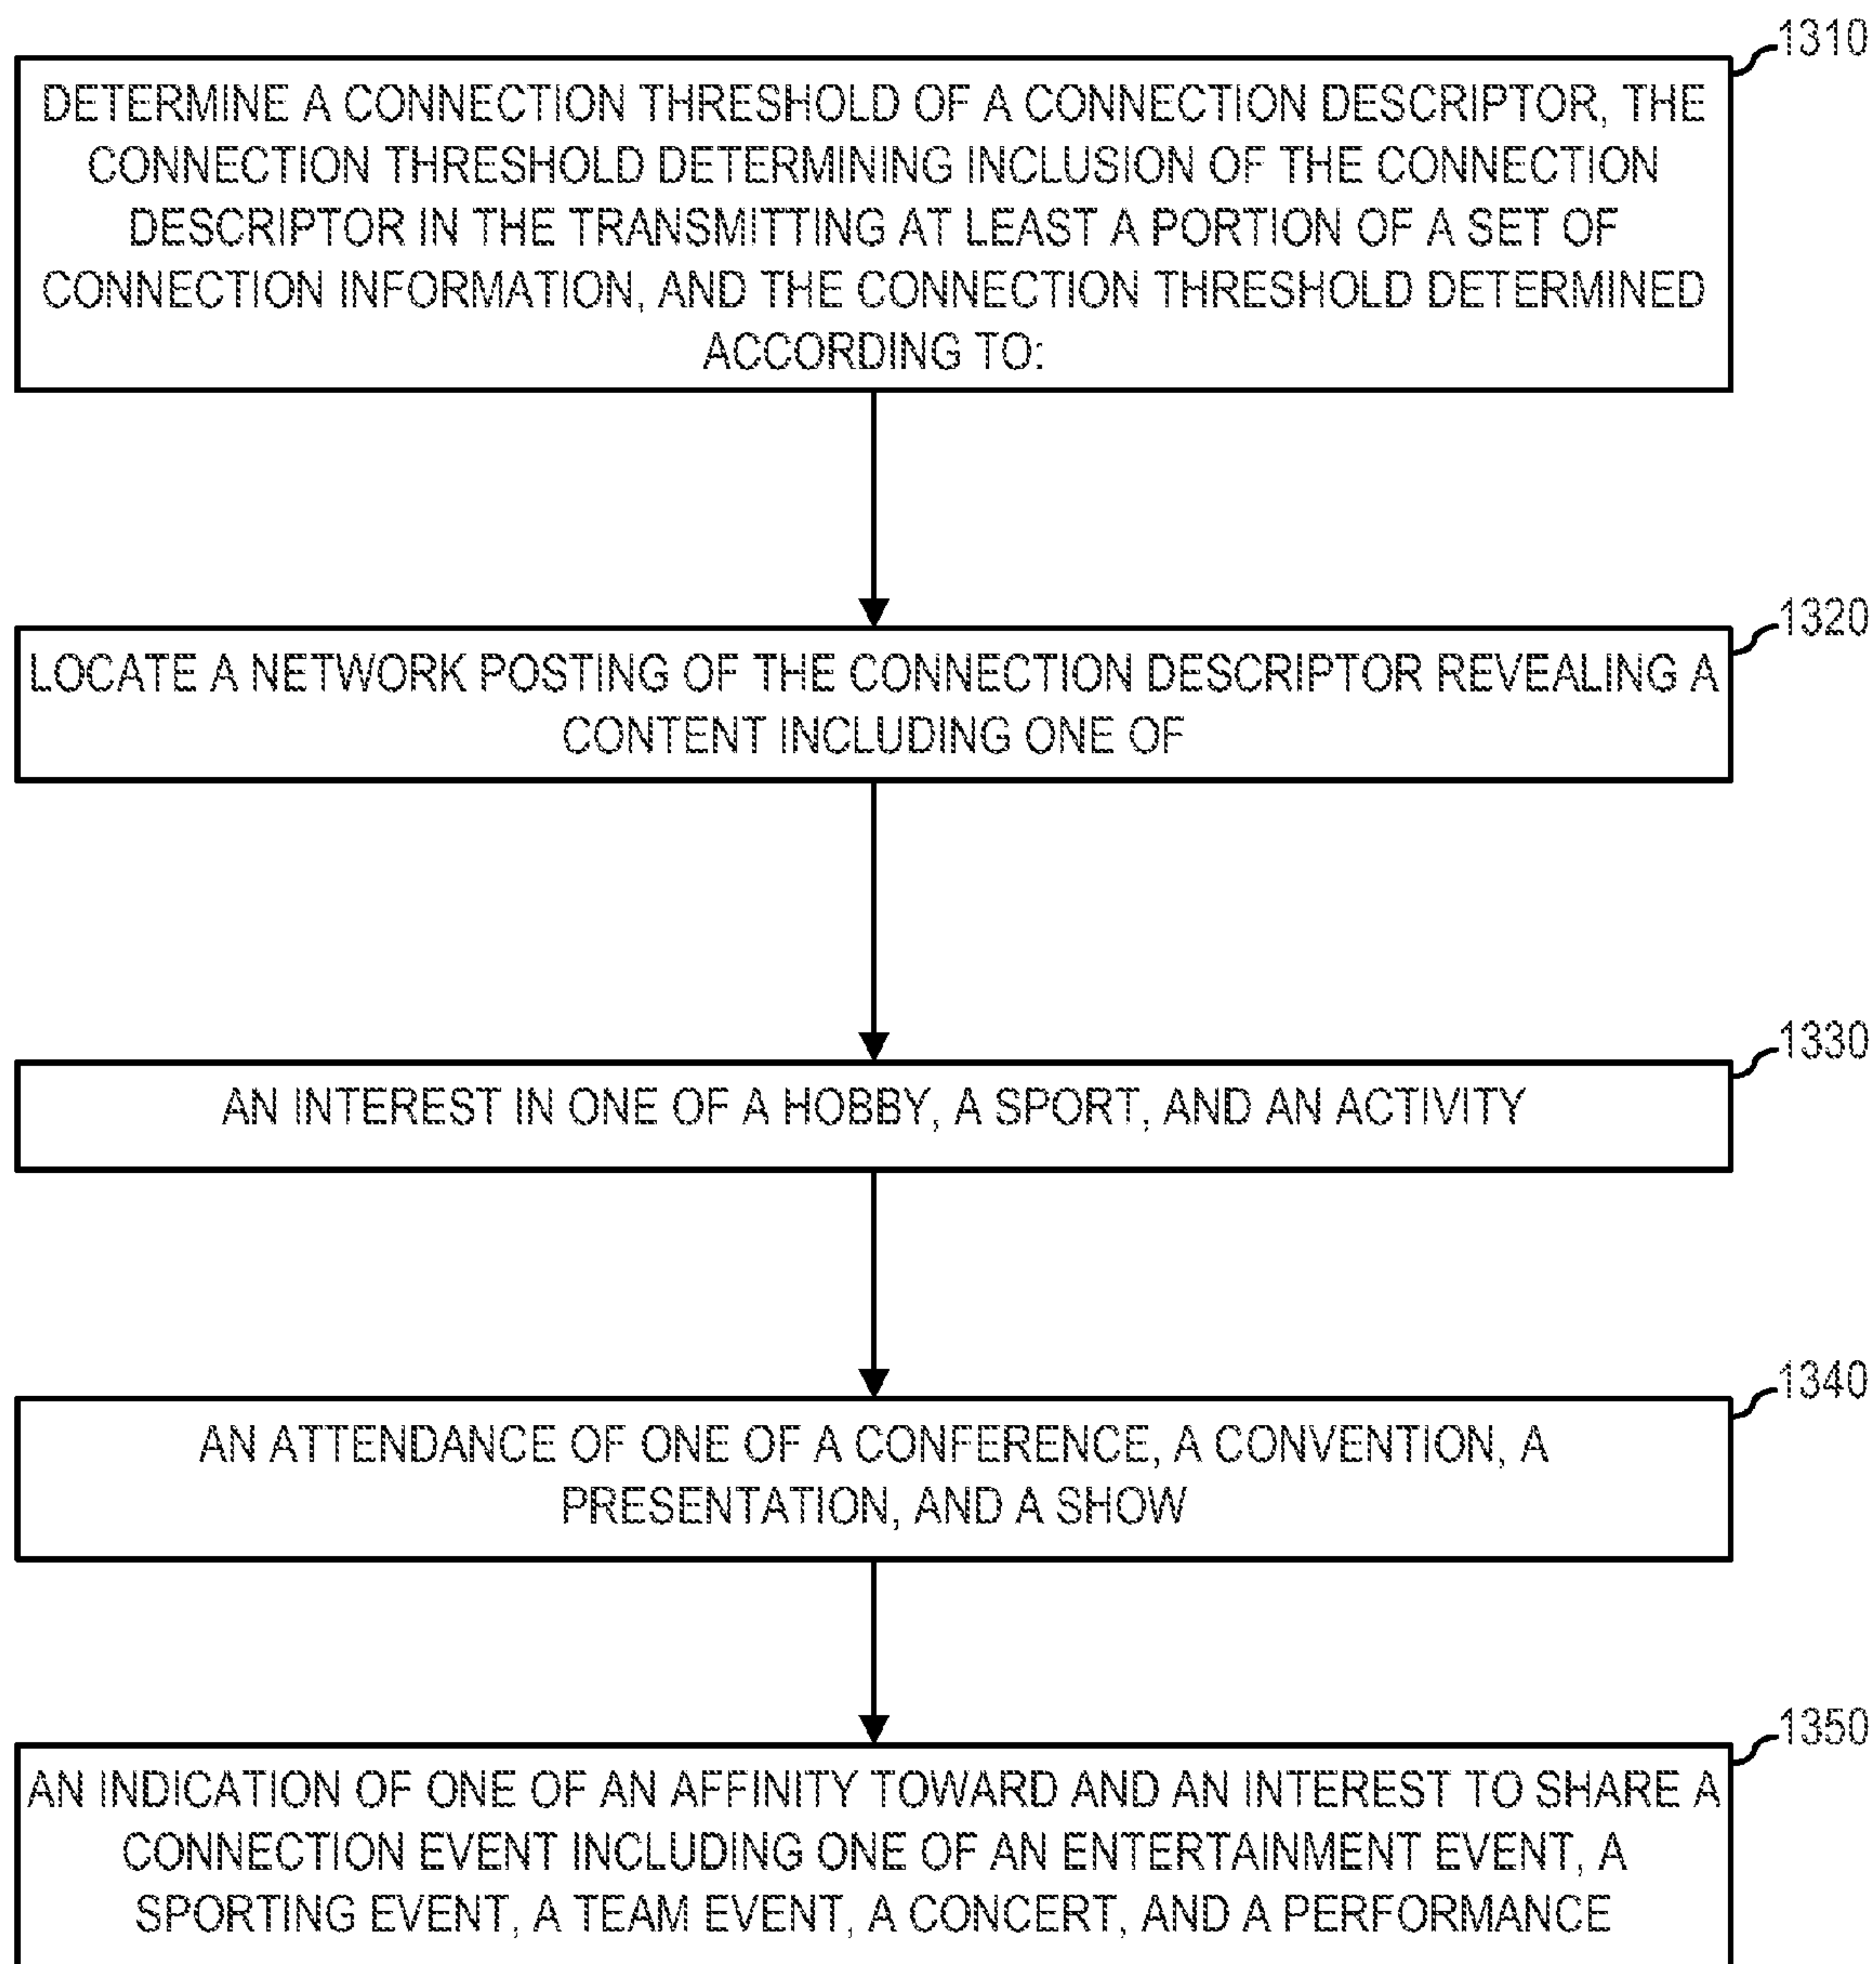 1310
DETERMINE A CONNECTION THRESHOLD OF A CONNECTION DESCRIPTOR, THE
CONNECTION THRESHOLD DETERMINING INCLUSION OF THE CONNECTION
DESCRIPTOR IN THE TRANSMITTING AT LEAST A PORTION OF A SET OF
CONNECTION INFORMATION, AND THE CONNECTION THRESHOLD DETERMINED
ACCORDING TO:
1320
LOCATE A NETWORK POSTING OF THE CONNECTION DESCRIPTOR REVEALING A
CONTENT INCLUDING ONE OF
1330
AN INTEREST IN ONE OF A HOBBY, A SPORT, AND AN ACTIVITY
1340
AN ATTENDANCE OF ONE OF A CONFERENCE, A CONVENTION, A
PRESENTATION, AND A SHOW
1350
AN INDICATION OF ONE OF AN AFFINITY TOWARD AND AN INTEREST TO SHARE A
CONNECTION EVENT INCLUDING ONE OF AN ENTERTAINMENT EVENT, A
SPORTING EVENT, A TEAM EVENT, A CONCERT, AND A PERFORMANCE